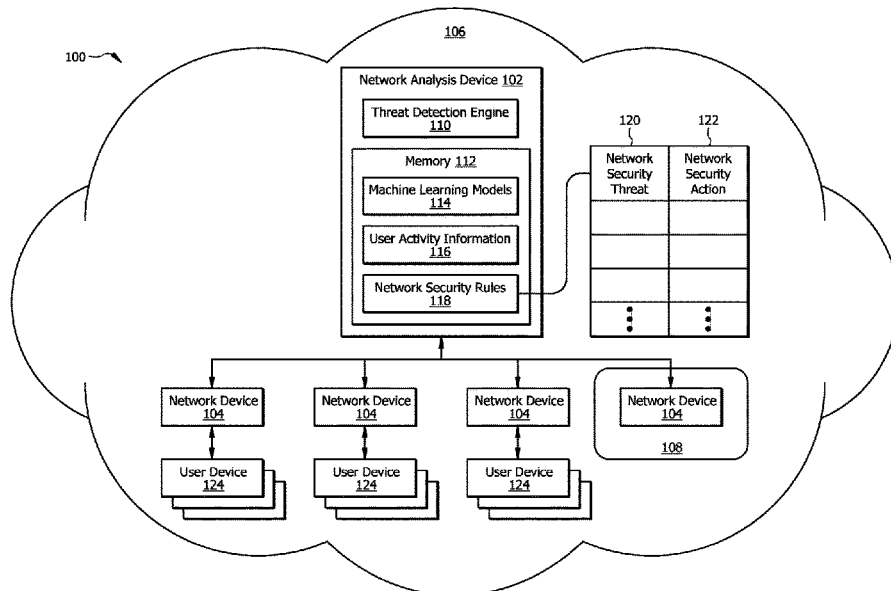 106
100
Network Analysis Device 102
Threat Detection Engine
110
120
122
Memory 112
Network
Security
Threat
Network
Security
Action
Machine Learning Models
114
User Activity Information
116
Network Security Rules
118
Network Device
104
Network Device
104
Network Device
104
Network Device
104
108
User Device
124
User Device
124
User Device
124